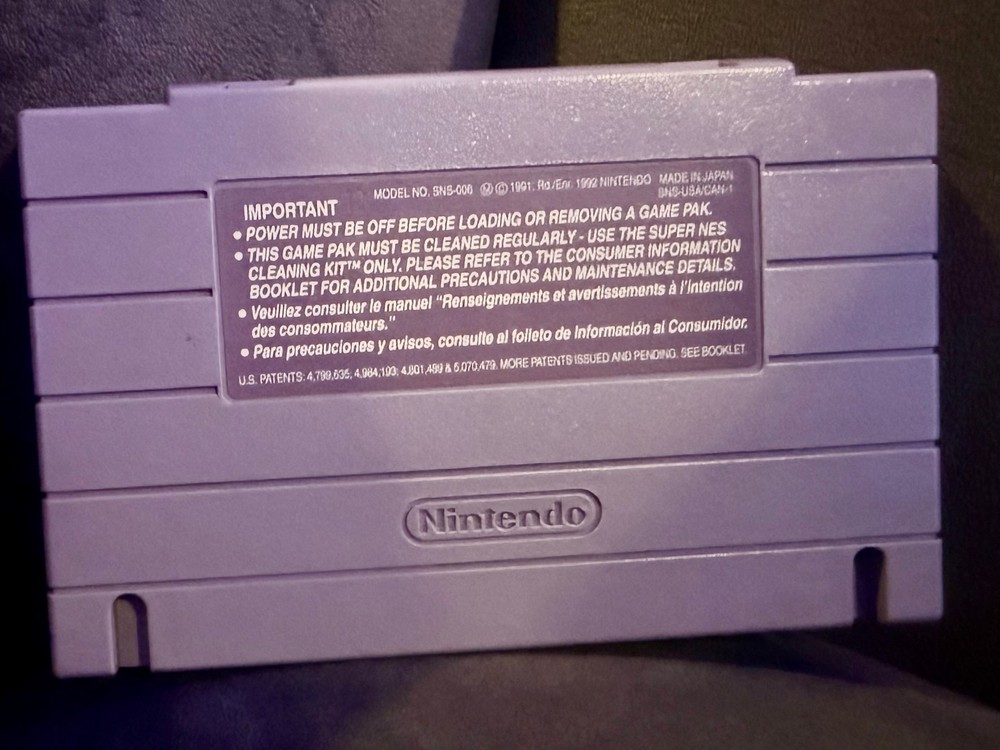 MODEL NO. SNS-006 Ⓜ © 1991. Rd./Enr. 1992 NINTENDO MADE IN JAPAN
SNS-USA/CAN-1
IMPORTANT
• POWER MUST BE OFF BEFORE LOADING OR REMOVING A GAME PAK.
• THIS GAME PAK MUST BE CLEANED REGULARLY - USE THE SUPER NES
CLEANING KIT™ ONLY. PLEASE REFER TO THE CONSUMER INFORMATION
BOOKLET FOR ADDITIONAL PRECAUTIONS AND MAINTENANCE DETAILS.
• Veuillez consulter le manuel "Renseignements et avertissements à l'intention
des consommateurs."
• Para precauciones y avisos, consulte al folleto de Información al Consumidor.
U.S. PATENTS: 4,799,635; 4,984,193; 4,801,489 & 5,070,479. MORE PATENTS ISSUED AND PENDING. SEE BOOKLET
Nintendo